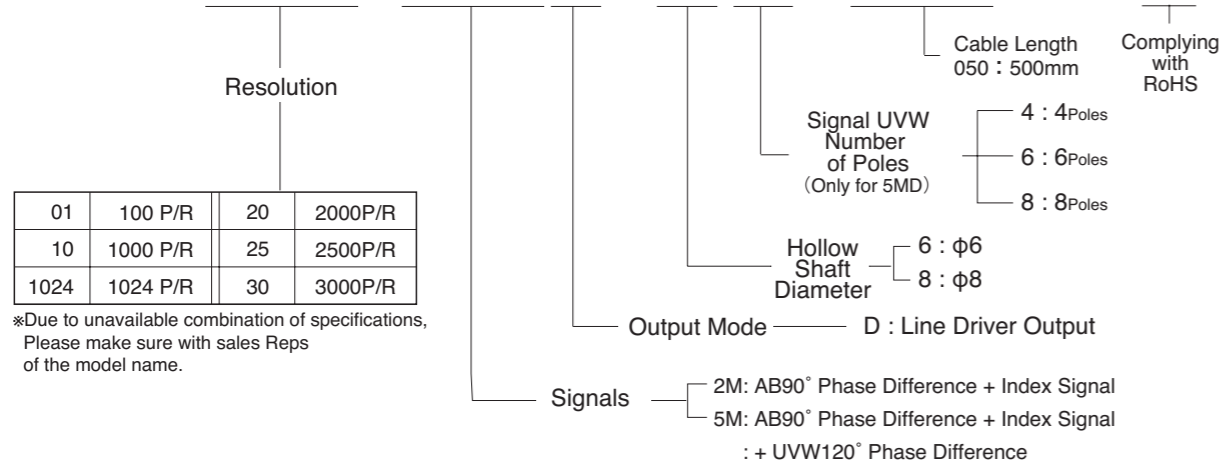 Cable Length
050：500mm
Complying
with
RoHS
Resolution
Signal UVW
Number
of Poles
（Only for 5MD）
4 : 4Poles
6 : 6Poles
8 : 8Poles
01 100 P/R 20 2000P/R
10 1000 P/R 25 2500P/R
1024 1024 P/R 30 3000P/R
Hollow
Shaft
Diameter
6 : φ6
8 : φ8
※Due to unavailable combination of specifications,
Please make sure with sales Reps
of the model name.
Output Mode
D : Line Driver Output
Signals
2M: AB90° Phase Difference + Index Signal
5M: AB90° Phase Difference + Index Signal
: + UVW120° Phase Difference